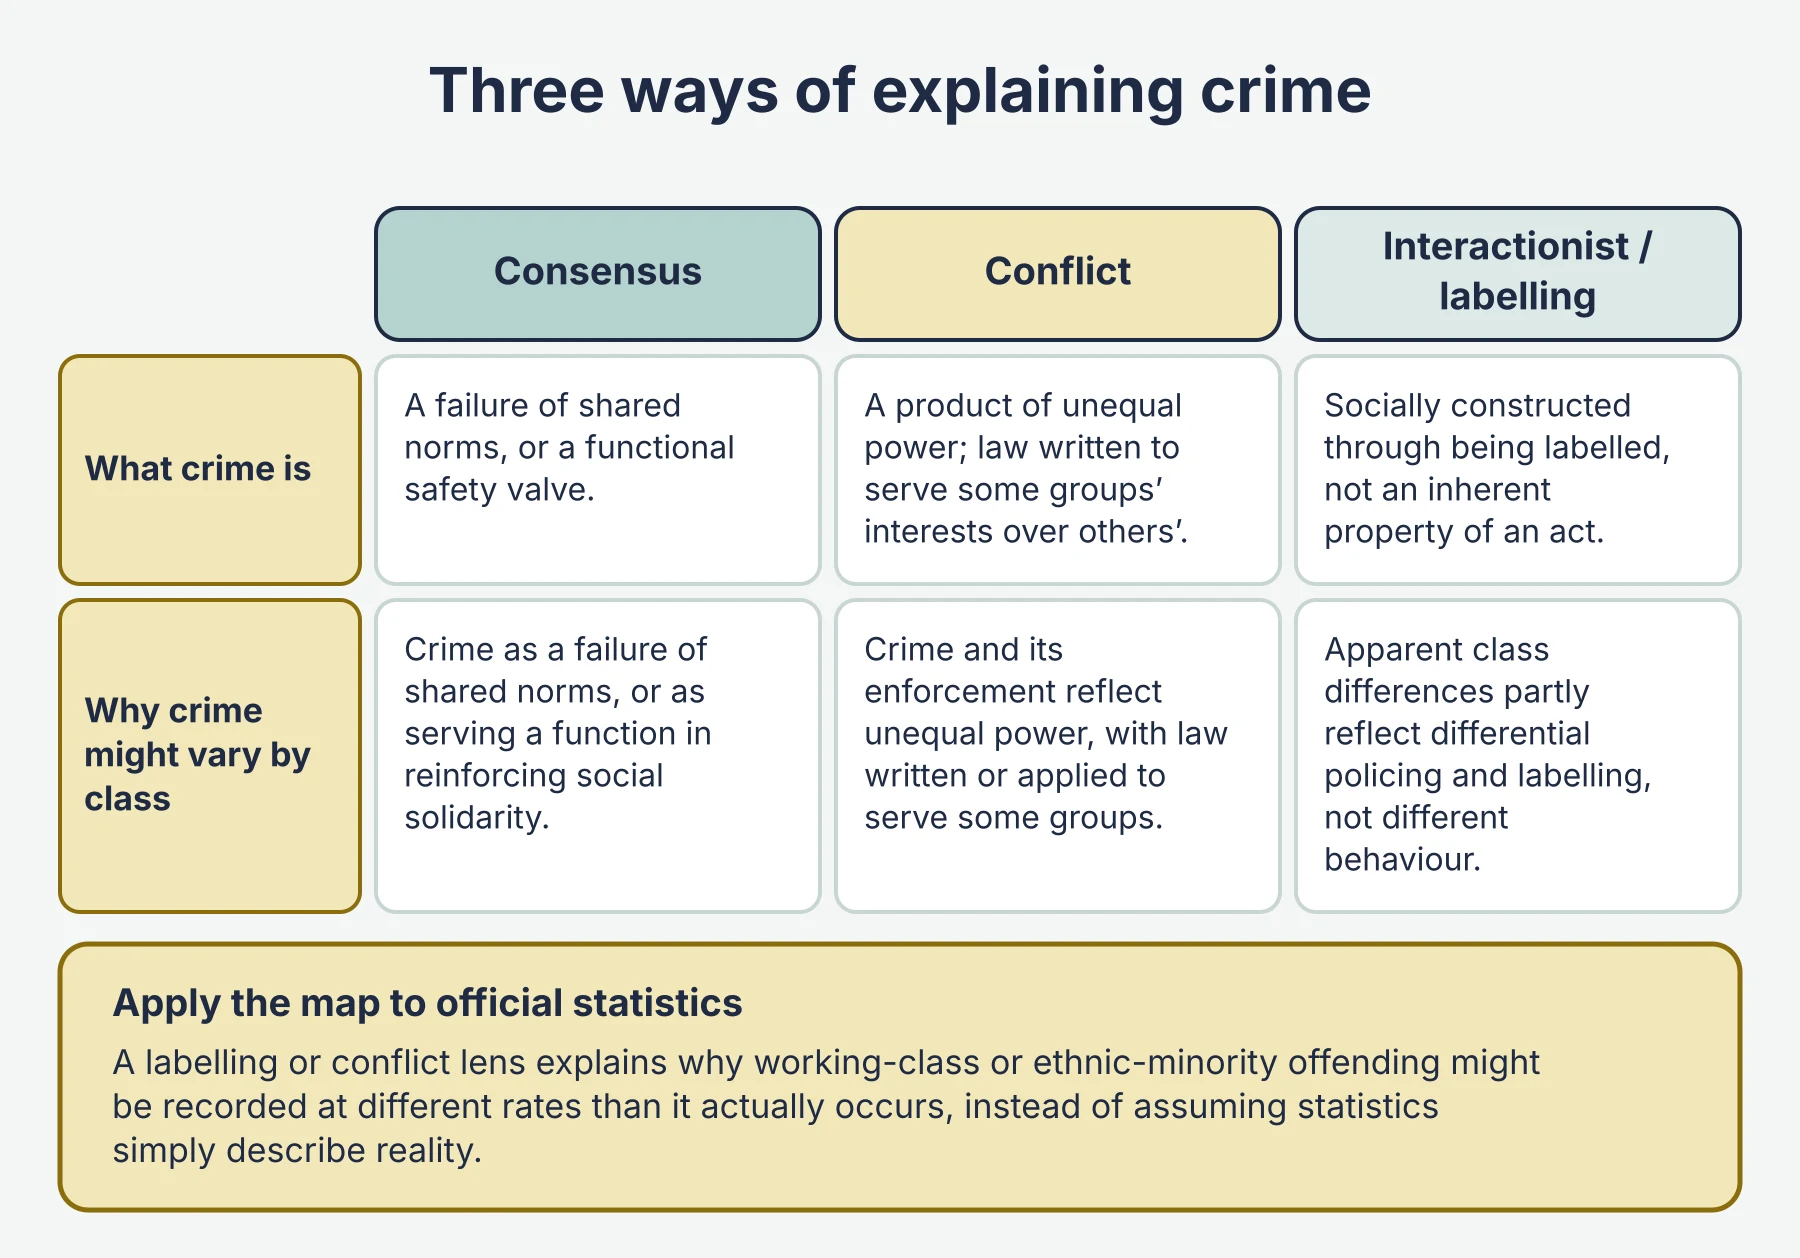 Three ways of explaining crime
Consensus
Conflict
Interactionist /
labelling
What crime is
A failure of shared
norms, or a functional
safety valve.
A product of unequal
power; law written to
serve some groups’
interests over others’.
Socially constructed
through being labelled,
not an inherent
property of an act.
Why crime
might vary by
class
Crime as a failure of
shared norms, or as
serving a function in
reinforcing social
solidarity.
Crime and its
enforcement reflect
unequal power, with law
written or applied to
serve some groups.
Apparent class
differences partly
reflect differential
policing and labelling,
not different
behaviour.
Apply the map to official statistics
A labelling or conflict lens explains why working-class or ethnic-minority offending might
be recorded at different rates than it actually occurs, instead of assuming statistics
simply describe reality.